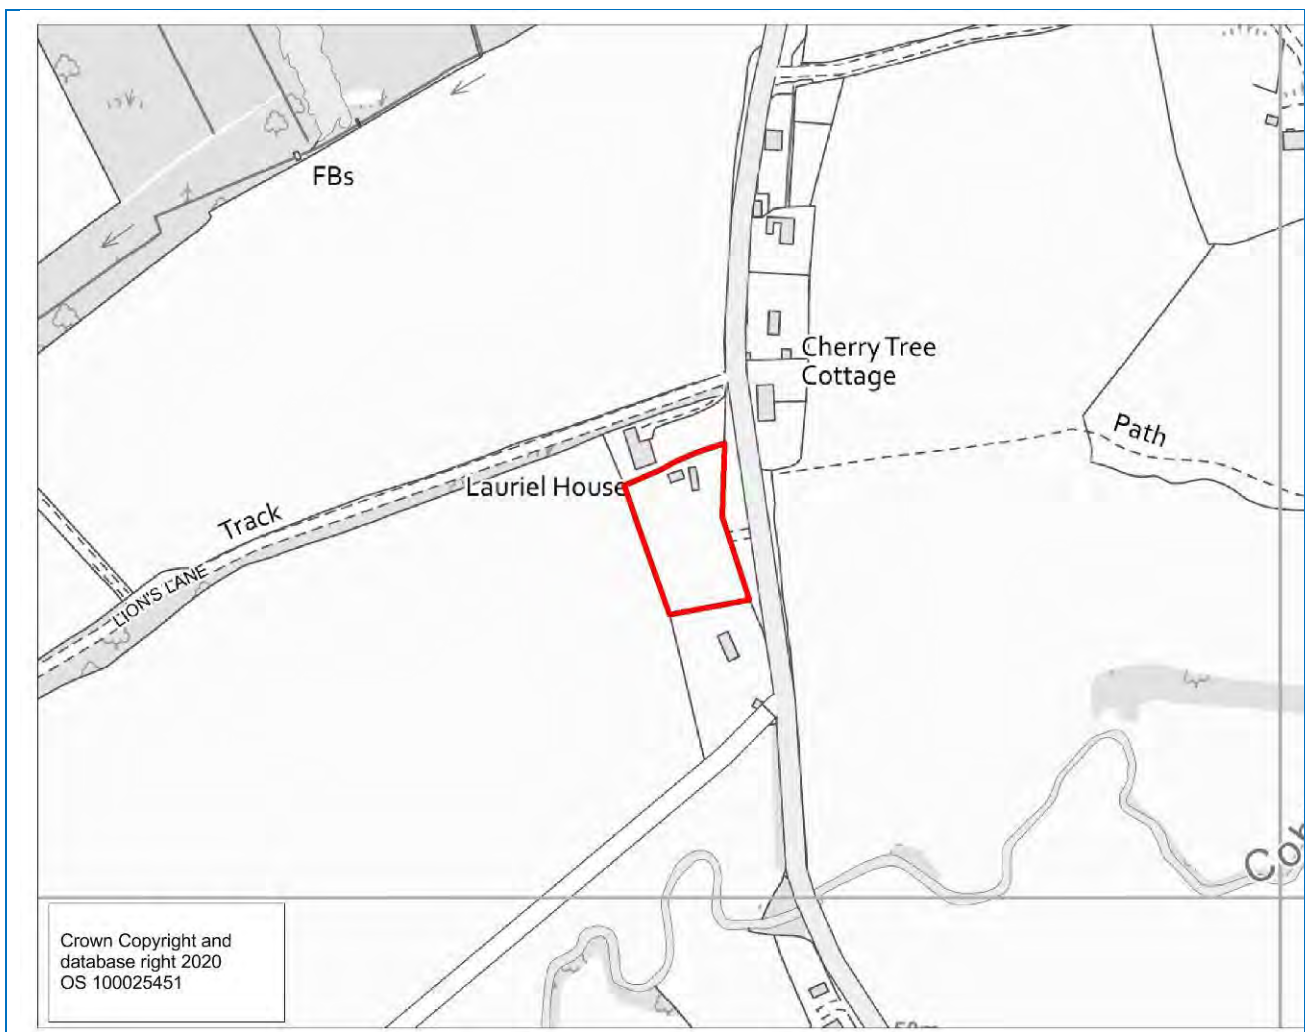 FBs
Cherry Tree
Cottage
Path
Lauriel House
Track
LION'S LANE
Crown Copyright and
database right 2020
OS 100025451